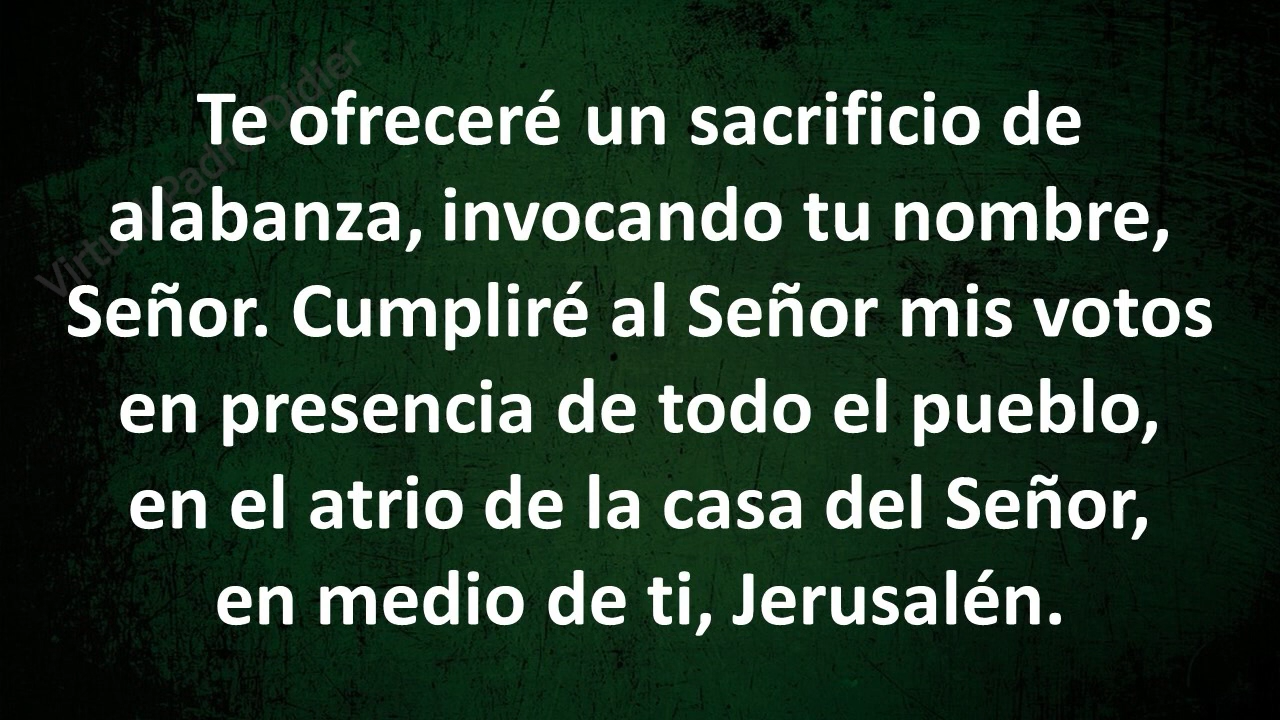 Te ofreceré un sacrificio de
alabanza, invocando tu nombre,
Señor. Cumpliré al Señor mis votos
en presencia de todo el pueblo,
en el atrio de la casa del Señor,
en medio de ti, Jerusalén.